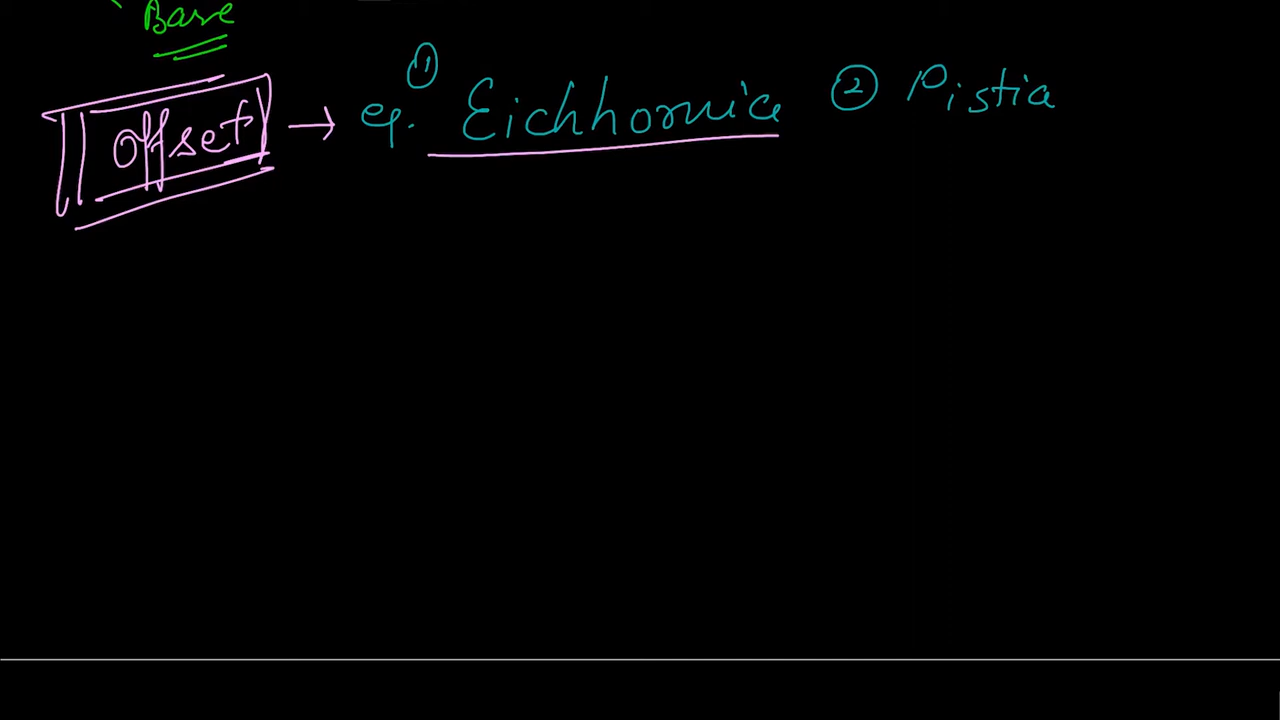 Base
Offset → eg. ① Eichhornia ② Pistia